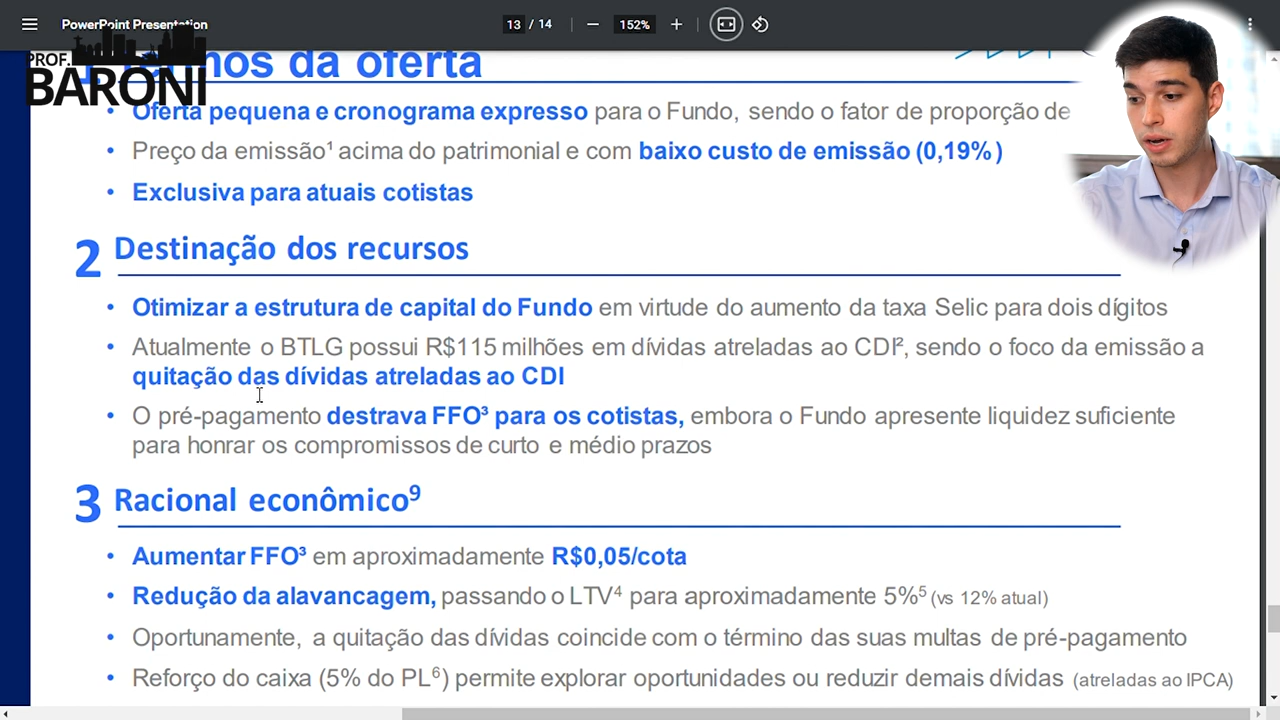 PowerPoint Presentation
13 / 14
152%
PROF.
BARONI
da oferta
• Oferta pequena e cronograma expresso para o Fundo, sendo o fator de proporção de
• Preço da emissão¹ acima do patrimonial e com baixo custo de emissão (0,19%)
• Exclusiva para atuais cotistas
2 Destinação dos recursos
• Otimizar a estrutura de capital do Fundo em virtude do aumento da taxa Selic para dois dígitos
• Atualmente o BTLG possui R$115 milhões em dívidas atreladas ao CDI², sendo o foco da emissão a
quitação das dívidas atreladas ao CDI
• O pré-pagamento destrava FFO³ para os cotistas, embora o Fundo apresente liquidez suficiente
para honrar os compromissos de curto e médio prazos
3 Racional econômico⁹
• Aumentar FFO³ em aproximadamente R$0,05/cota
• Redução da alavancagem, passando o LTV⁴ para aproximadamente 5%⁵ (vs 12% atual)
• Oportunamente, a quitação das dívidas coincide com o término das suas multas de pré-pagamento
• Reforço do caixa (5% do PL⁶) permite explorar oportunidades ou reduzir demais dívidas (atreladas ao IPCA)